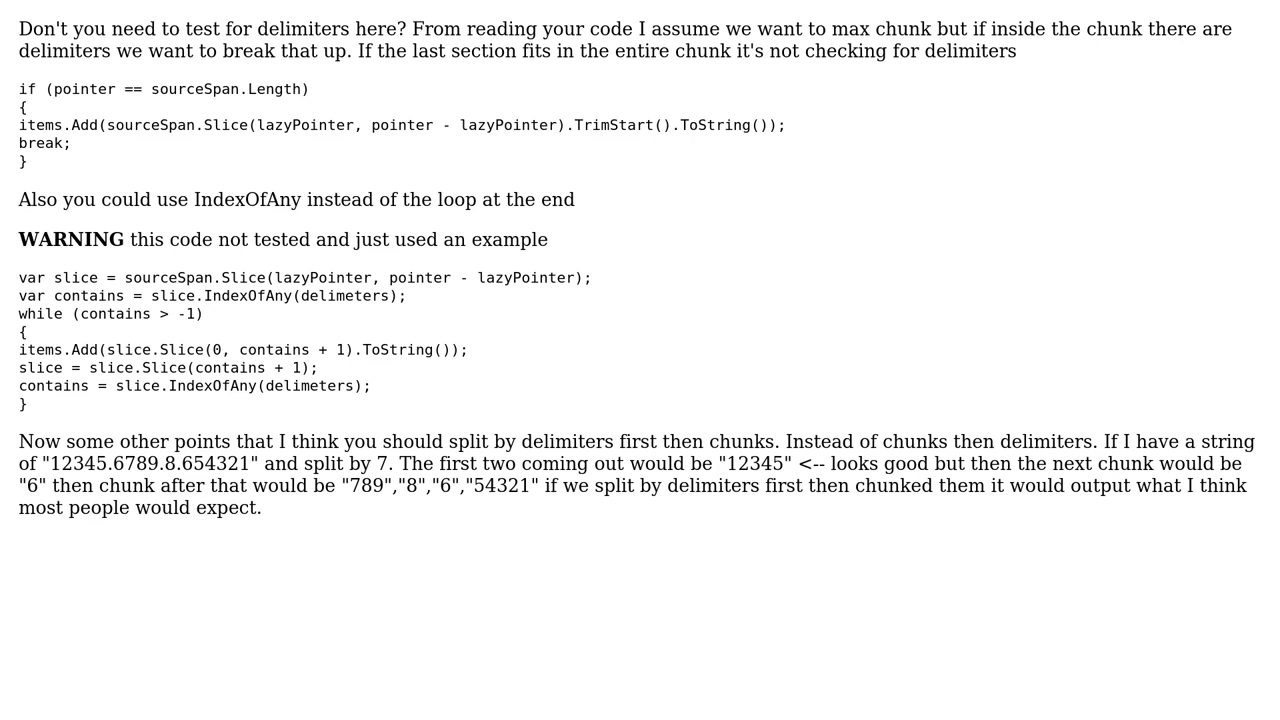 Don't you need to test for delimiters here? From reading your code I assume we want to max chunk but if inside the chunk there are
delimiters we want to break that up. If the last section fits in the entire chunk it's not checking for delimiters
if (pointer == sourceSpan.Length)
{
items.Add(sourceSpan.Slice(lazyPointer, pointer - lazyPointer).TrimStart().ToString());
break;
}
Also you could use IndexOfAny instead of the loop at the end
WARNING this code not tested and just used an example
var slice = sourceSpan.Slice(lazyPointer, pointer - lazyPointer);
var contains = slice.IndexOfAny(delimeters);
while (contains > -1)
{
items.Add(slice.Slice(0, contains + 1).ToString());
slice = slice.Slice(contains + 1);
contains = slice.IndexOfAny(delimeters);
}
Now some other points that I think you should split by delimiters first then chunks. Instead of chunks then delimiters. If I have a string
of "12345.6789.8.654321" and split by 7. The first two coming out would be "12345" <-- looks good but then the next chunk would be
"6" then chunk after that would be "789","8","6","54321" if we split by delimiters first then chunked them it would output what I think
most people would expect.